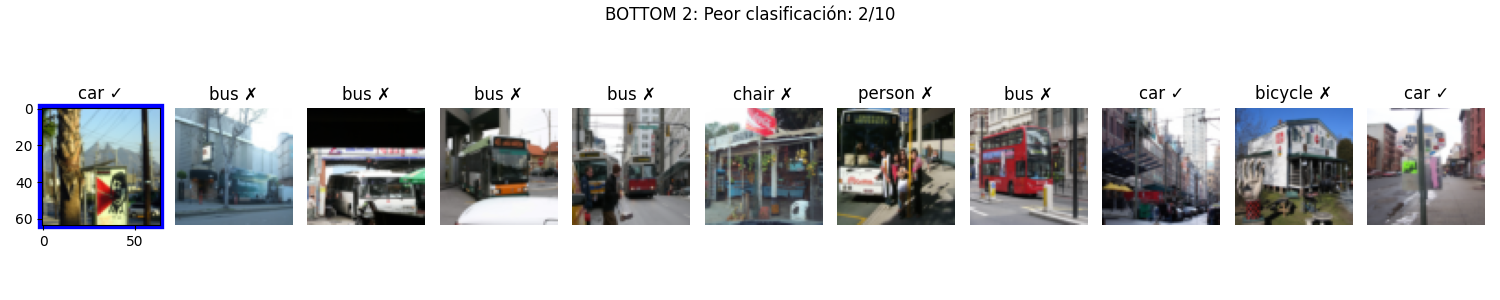 BOTTOM 2: Peor clasificación: 2/10
car ✓
bus ✗
bus ✗
bus ✗
bus ✗
chair ✗
person ✗
bus ✗
car ✓
bicycle ✗
car ✓
0
20
40
60
0
50